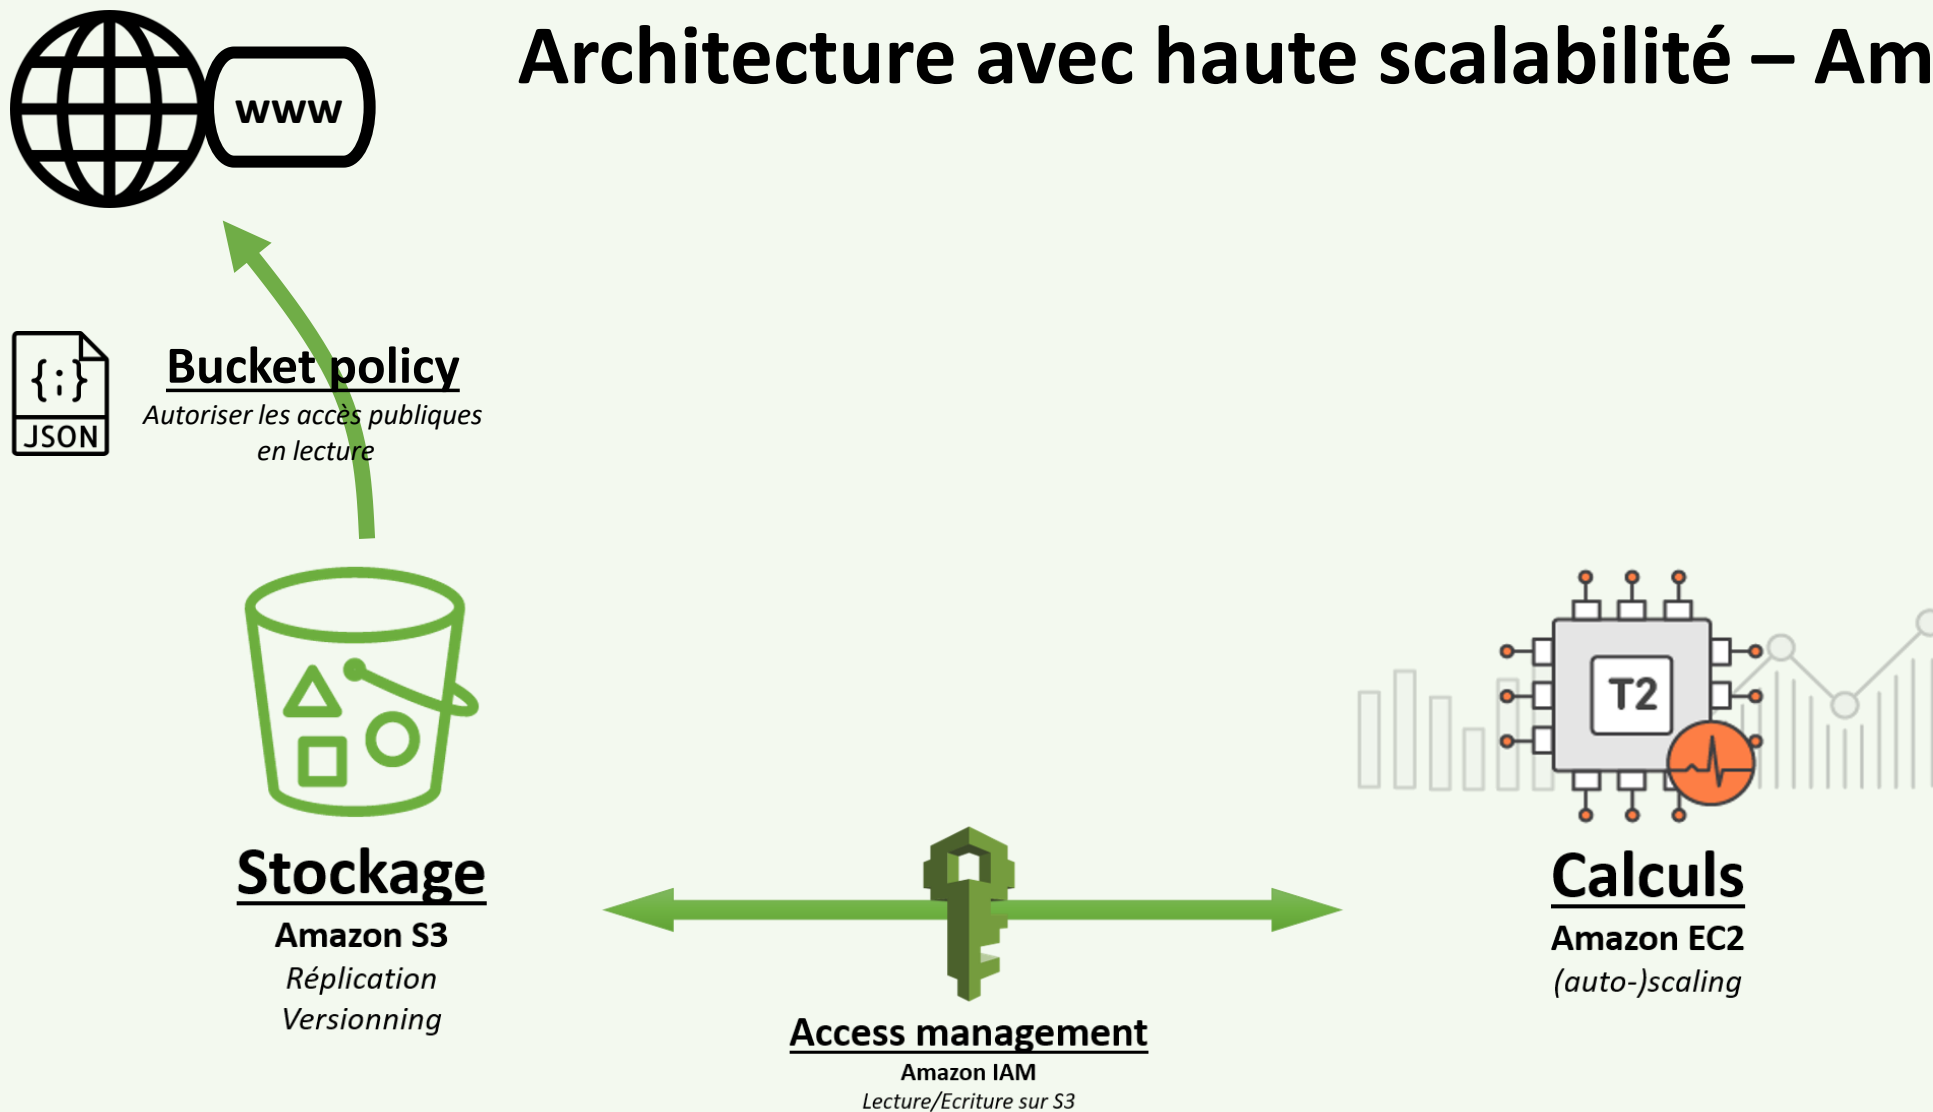 Architecture avec haute scalabilité – Am
www
{;}
JSON
Bucket policy
Autoriser les accès publiques
en lecture
T2
Stockage
Amazon S3
Réplication
Versionning
Access management
Amazon IAM
Lecture/Ecriture sur S3
Calculs
Amazon EC2
(auto-)scaling